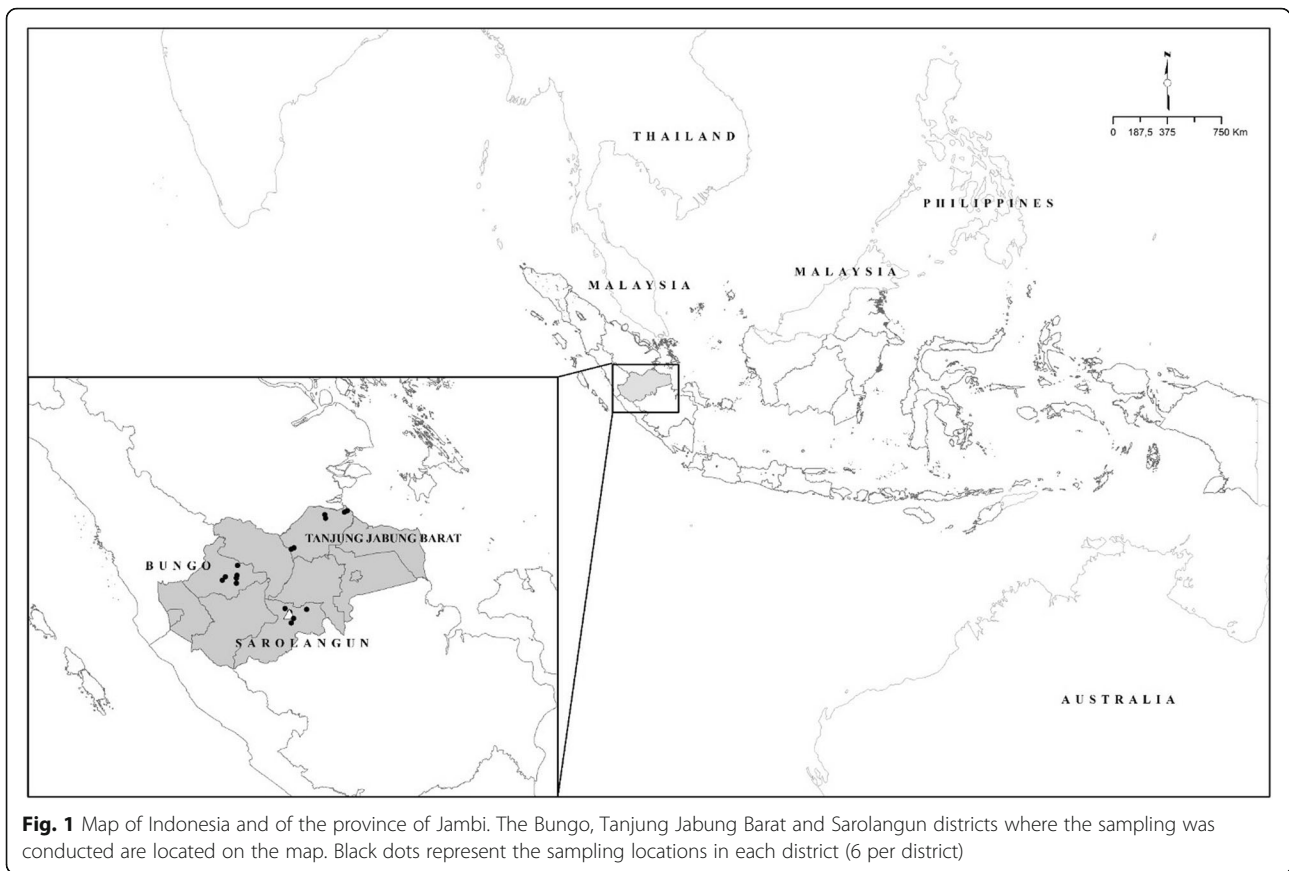 N
0 187,5 375 750 Km
THAILAND
PHILIPPINES
MALAYSIA
MALAYSIA
TANJUNG JABUNG BARAT
BUNGO
SAROLANGUN
AUSTRALIA
Fig. 1 Map of Indonesia and of the province of Jambi. The Bungo, Tanjung Jabung Barat and Sarolangun districts where the sampling was
conducted are located on the map. Black dots represent the sampling locations in each district (6 per district)